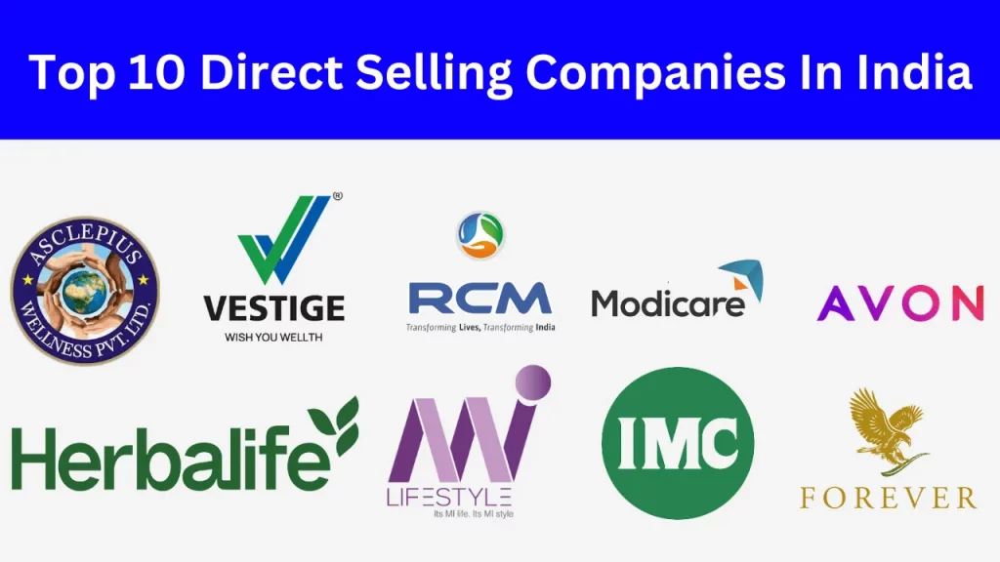 Top 10 Direct Selling Companies In India
ASCLEPIUS
WELLNESS PVT. LTD.
VESTIGE
®
WISH YOU WELLTH
RCM
Transforming Lives, Transforming India
Modicare
AVON
Herbalife
MI
LIFESTYLE
Its MI life. Its MI style
IMC
FOREVER